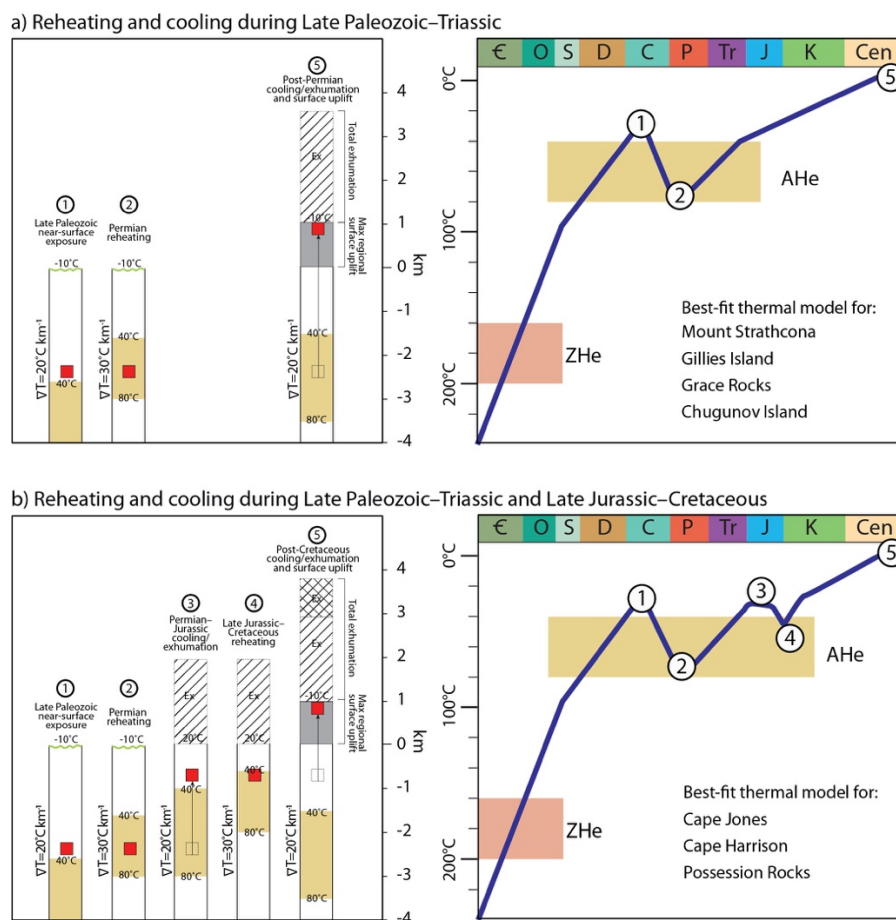 a) Reheating and cooling during Late Paleozoic–Triassic
5
Post-Permian
cooling/exhumation
and surface uplift
4
3
2
1
0
-1
-2
-3
-4
km
Ex
Total exhumation
-10˚C
Max regional
surface uplift
40˚C
80˚C
∇T=20˚C km⁻¹
1
Late Paleozoic
near-surface
exposure
-10˚C
∇T=20˚C km⁻¹
40˚C
2
Permian
reheating
-10˚C
∇T=30˚C km⁻¹
40˚C
80˚C
Є O S D C P Tr J K Cen
0°C
100°C
200°C
1
2
5
AHe
ZHe
Best-fit thermal model for:
Mount Strathcona
Gillies Island
Grace Rocks
Chugunov Island
b) Reheating and cooling during Late Paleozoic–Triassic and Late Jurassic–Cretaceous
5
Post-Cretaceous
cooling/exhumation
and surface uplift
4
3
2
1
0
-1
-2
-3
-4
km
Ex
Ex
Total exhumation
-10˚C
Max regional
surface uplift
40˚C
80˚C
∇T=20˚C km⁻¹
1
Late Paleozoic
near-surface
exposure
-10˚C
∇T=20˚C km⁻¹
40˚C
2
Permian
reheating
-10˚C
∇T=30˚C km⁻¹
40˚C
80˚C
3
Permian–
Jurassic
cooling/
exhumation
Ex
20˚C
∇T=20˚C km⁻¹
40˚C
80˚C
4
Late Jurassic–
Cretaceous
reheating
Ex
20˚C
∇T=30˚C km⁻¹
40˚C
80˚C
Є O S D C P Tr J K Cen
0°C
100°C
200°C
1
2
3
4
5
AHe
ZHe
Best-fit thermal model for:
Cape Jones
Cape Harrison
Possession Rocks